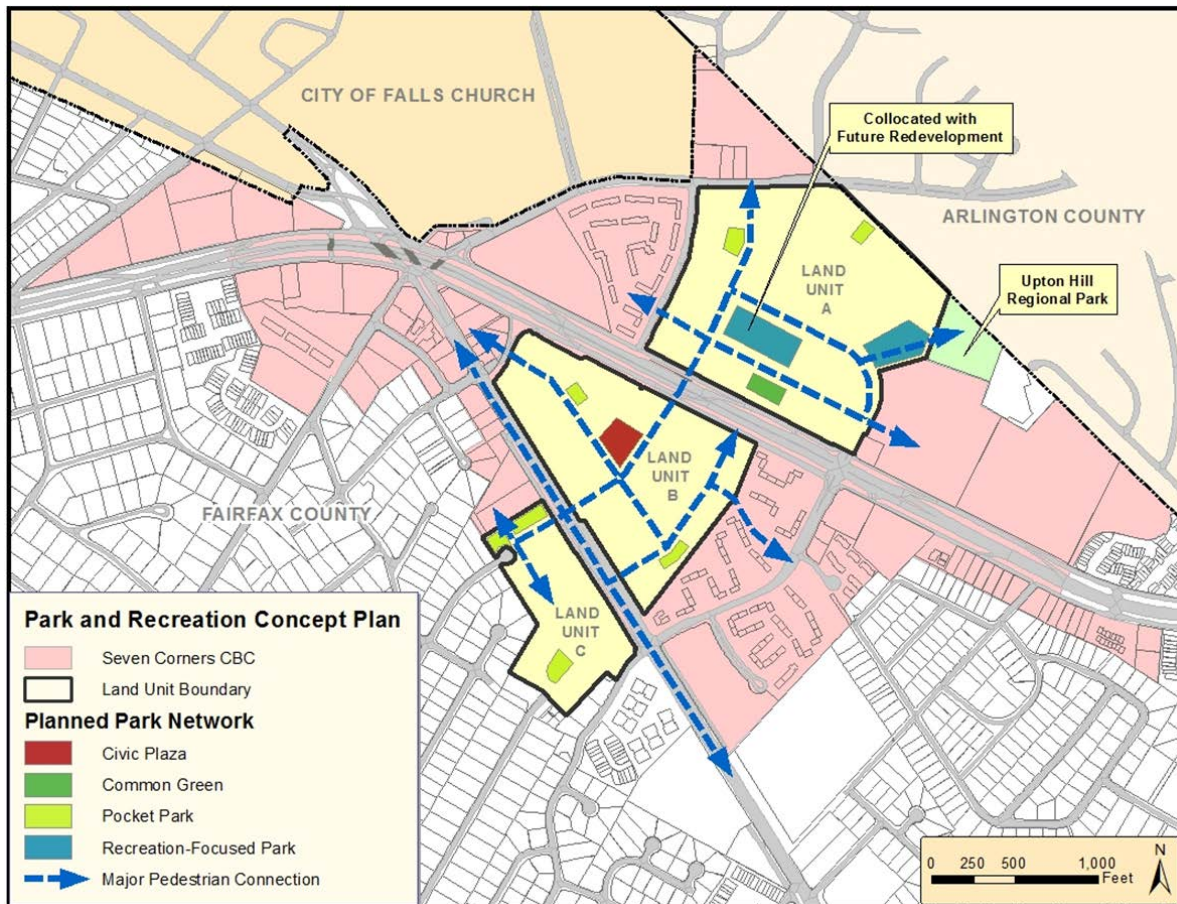 CITY OF FALLS CHURCH
Collocated with
Future Redevelopment
ARLINGTON COUNTY
LAND
UNIT
A
Upton Hill
Regional Park
LAND
UNIT
B
FAIRFAX COUNTY
LAND
UNIT
C
Park and Recreation Concept Plan
Seven Corners CBC
Land Unit Boundary
Planned Park Network
Civic Plaza
Common Green
Pocket Park
Recreation-Focused Park
Major Pedestrian Connection
N
0 250 500 1,000
Feet